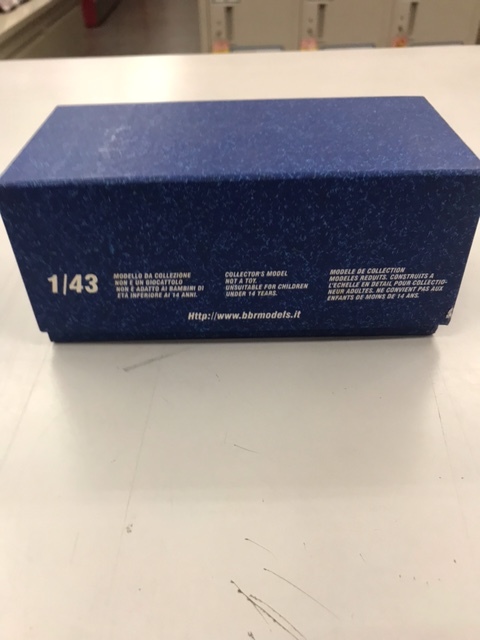 1/43
MODELLO DA COLLEZIONE
NON È UN GIOCATTOLO
NON È ADATTO AI BAMBINI DI
ETÀ INFERIORE AI 14 ANNI.
COLLECTOR'S MODEL
NOT A TOY.
UNSUITABLE FOR CHILDREN
UNDER 14 YEARS.
MODELE DE COLLECTION
MODELES REDUITS, CONSTRUITS A
L'ECHELLE EN DETAIL POUR COLLECTIO-
NEUR ADULTES. NE CONVIENT PAS AUX
ENFANTS DE MOINS DE 14 ANS.
Http://www.bbrmodels.it